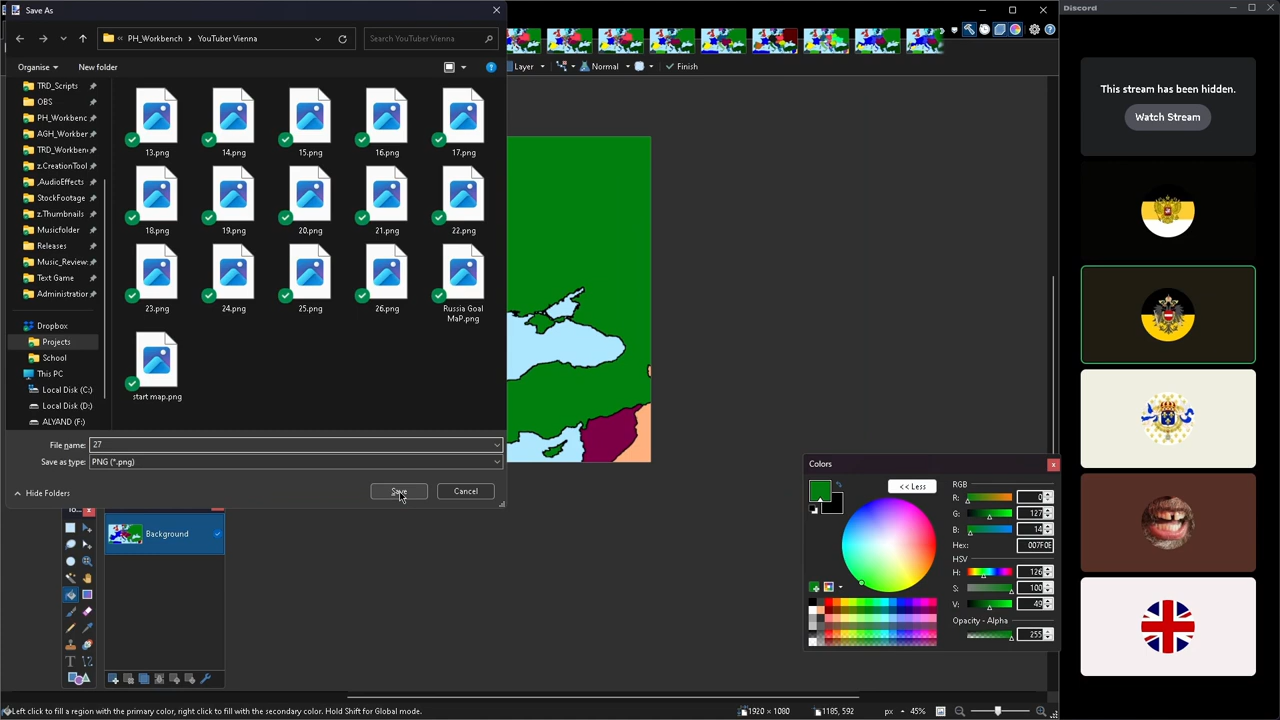 Save As
PH_Workbench
YouTuber Vienna
Search YouTuber Vienna
Organise
New folder
TRD_Scripts
OBS
PH_Workbenc
AGH_Workber
TRD_Workben
z.CreationTool
,AudioEffects
StockFootage
z.Thumbnails
Musicfolder
Releases
Music_Review
Text Game
Administratior
Dropbox
Projects
School
This PC
Local Disk (C:)
Local Disk (D:)
ALYAND (F:)
13.png
14.png
15.png
16.png
17.png
18.png
19.png
20.png
21.png
22.png
23.png
24.png
25.png
26.png
Russia Goal
MaP.png
start map.png
File name:
27
Save as type:
PNG (*.png)
Hide Folders
Save
Cancel
Layer
Normal
Finish
To...
Background
Colors
<< Less
RGB
R:
0
G:
127
B:
14
Hex:
007F0E
HSV
H:
126
S:
100
V:
49
Opacity - Alpha
255
Left click to fill a region with the primary color, right click to fill with the secondary color. Hold Shift for Global mode.
1920 × 1080
1185, 592
px
45%
Discord
This stream has been hidden.
Watch Stream